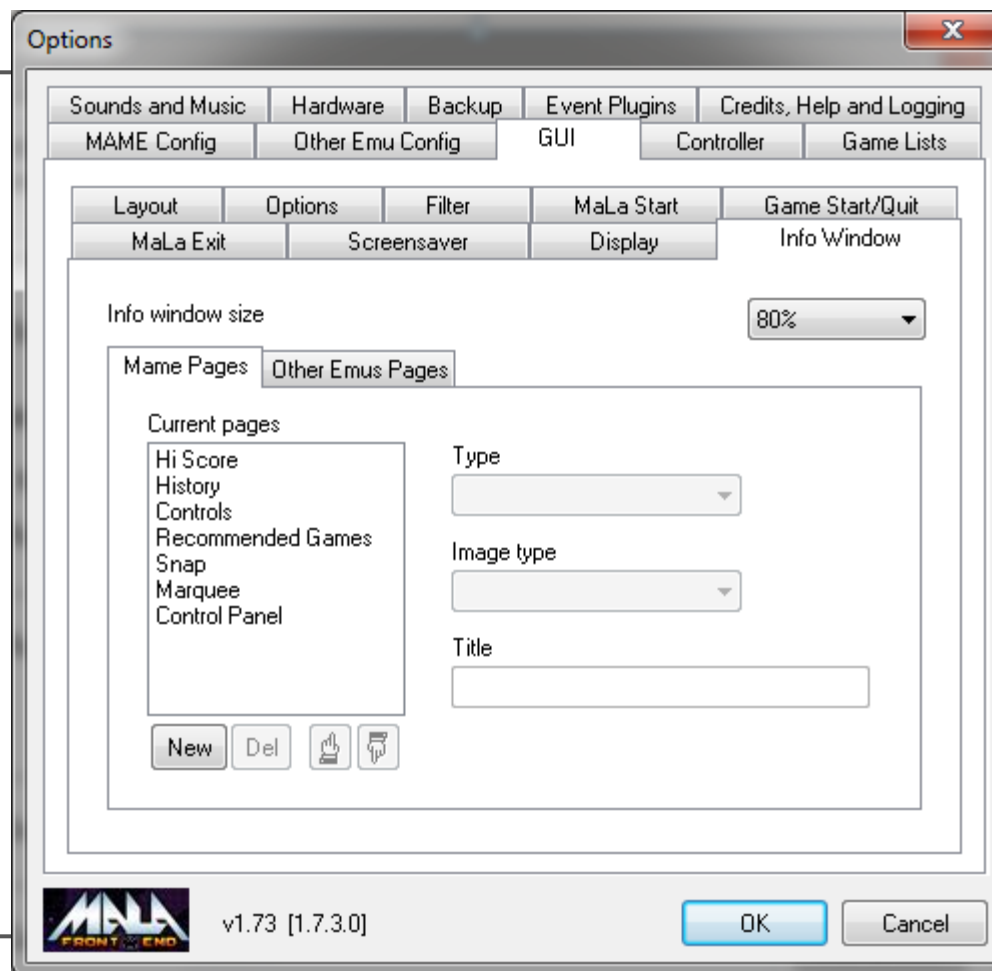 Options
Sounds and Music Hardware Backup Event Plugins Credits, Help and Logging
MAME Config Other Emu Config GUI Controller Game Lists
Layout Options Filter MaLa Start Game Start/Quit
MaLa Exit Screensaver Display Info Window
Info window size 80%
Mame Pages Other Emus Pages
Current pages
Hi Score
History
Controls
Recommended Games
Snap
Marquee
Control Panel
Type
Image type
Title
New Del
MALA
FRONT END
v1.73 [1.7.3.0]
OK Cancel